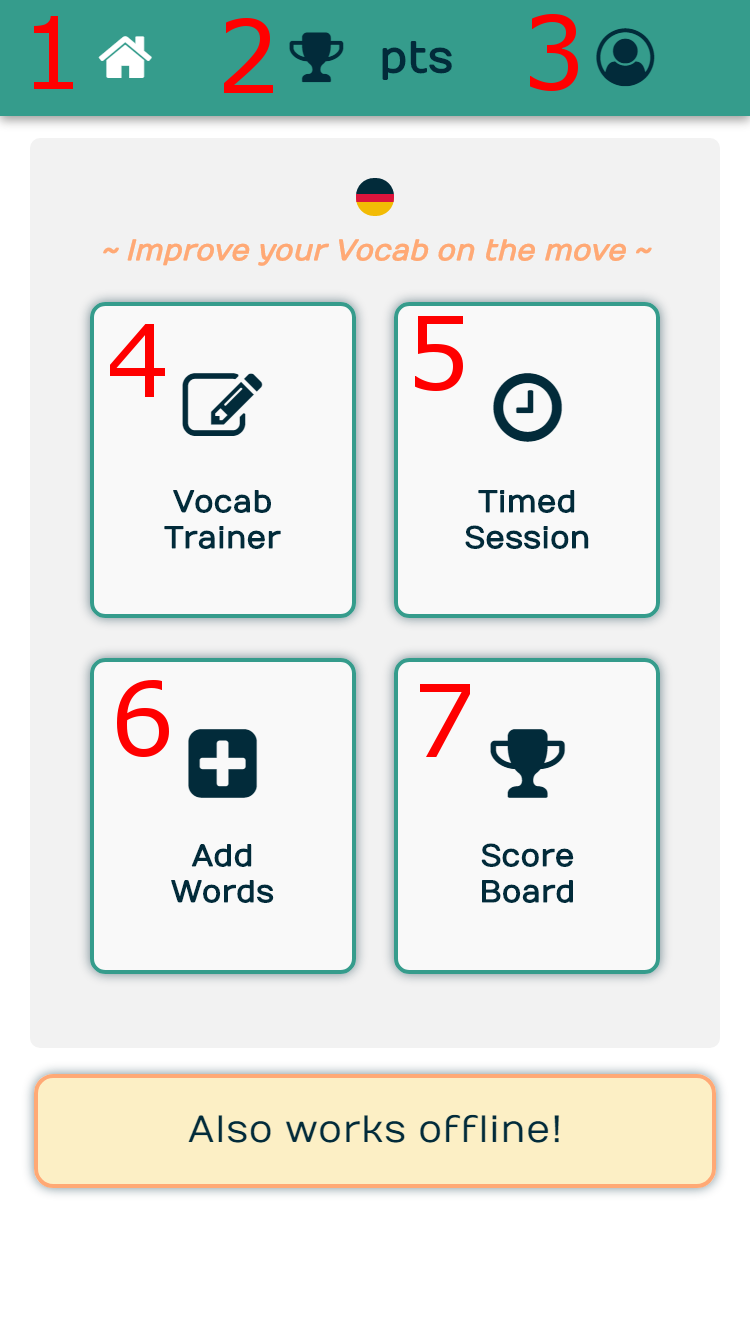 1 2 pts 3
~ Improve your Vocab on the move ~
4
Vocab
Trainer
5
Timed
Session
6
Add
Words
7
Score
Board
Also works offline!